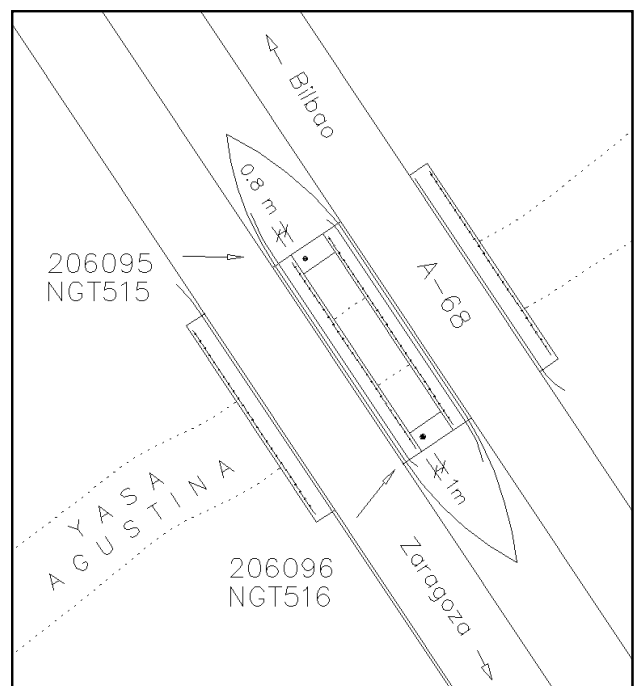 Bilbao
0.8 m
206095
NGT515
A-68
YASA
AGUSTINA
1m
206096
NGT516
Zaragoza